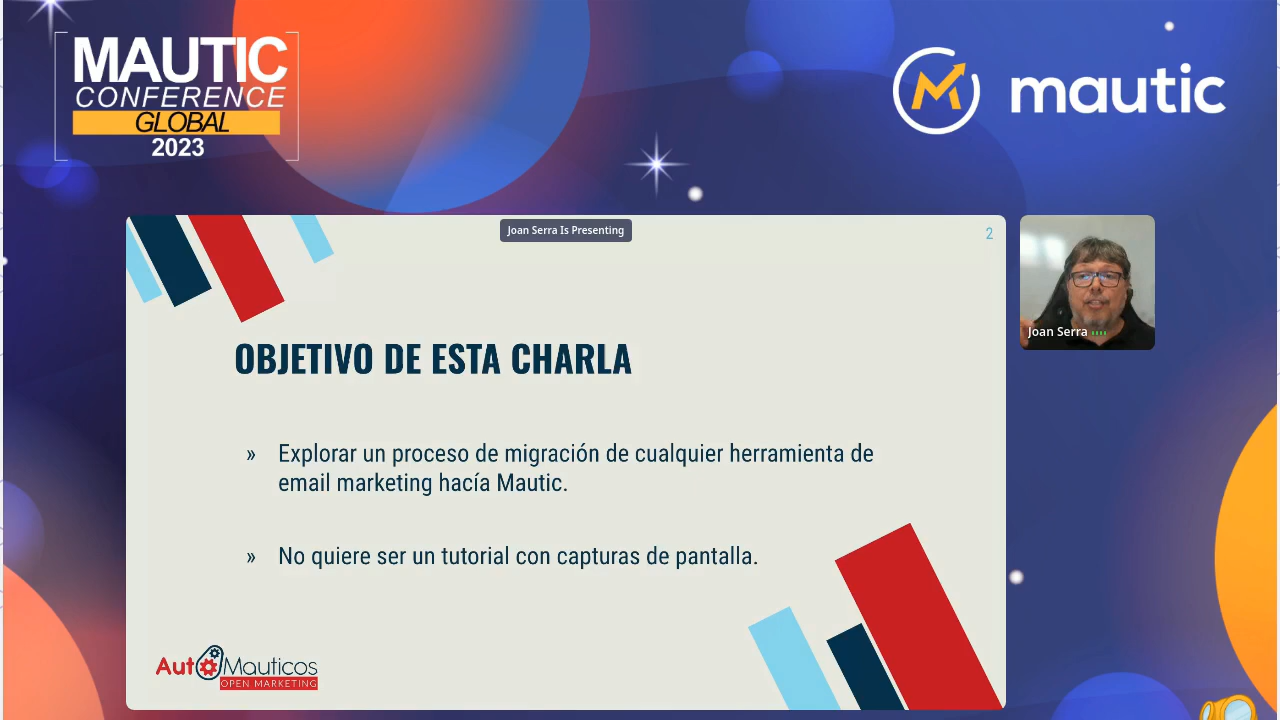 MAUTIC
CONFERENCE
GLOBAL
2023
mautic
Joan Serra Is Presenting
2
Joan Serra
OBJETIVO DE ESTA CHARLA
» Explorar un proceso de migración de cualquier herramienta de
email marketing hacía Mautic.
» No quiere ser un tutorial con capturas de pantalla.
AutoMauticos
OPEN MARKETING